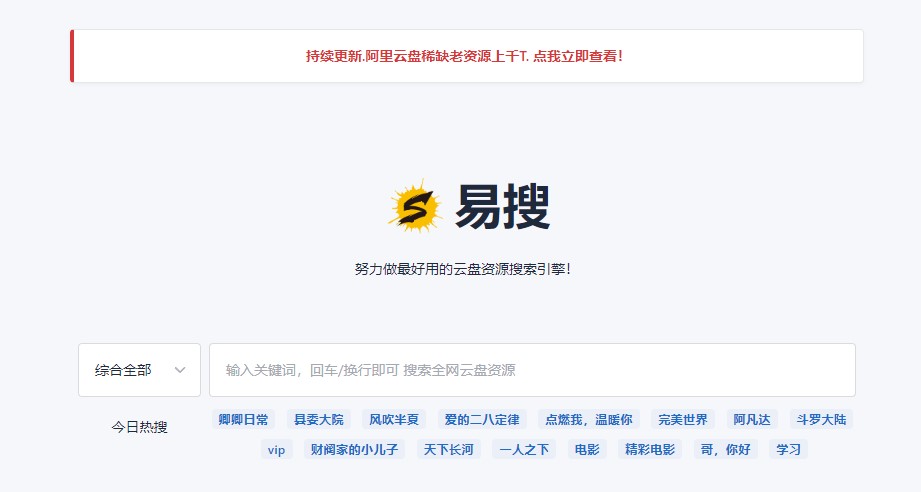 持续更新.阿里云盘稀缺老资源上千T. 点我立即查看!
易搜
努力做最好用的云盘资源搜索引擎!
综合全部 输入关键词，回车/换行即可 搜索全网云盘资源
今日热搜 卿卿日常 县委大院 风吹半夏 爱的二八定律 点燃我，温暖你 完美世界 阿凡达 斗罗大陆
vip 财阀家的小儿子 天下长河 一人之下 电影 精彩电影 哥，你好 学习